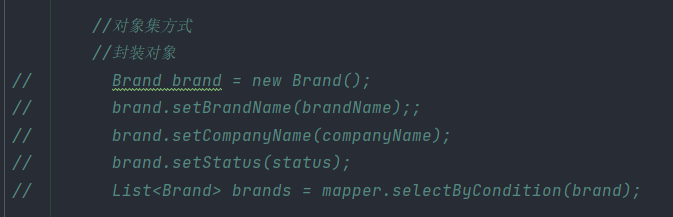 //对象集方式
//封装对象
//        Brand brand = new Brand();
//        brand.setBrandName(brandName);;
//        brand.setCompanyName(companyName);
//        brand.setStatus(status);
//        List<Brand> brands = mapper.selectByCondition(brand);